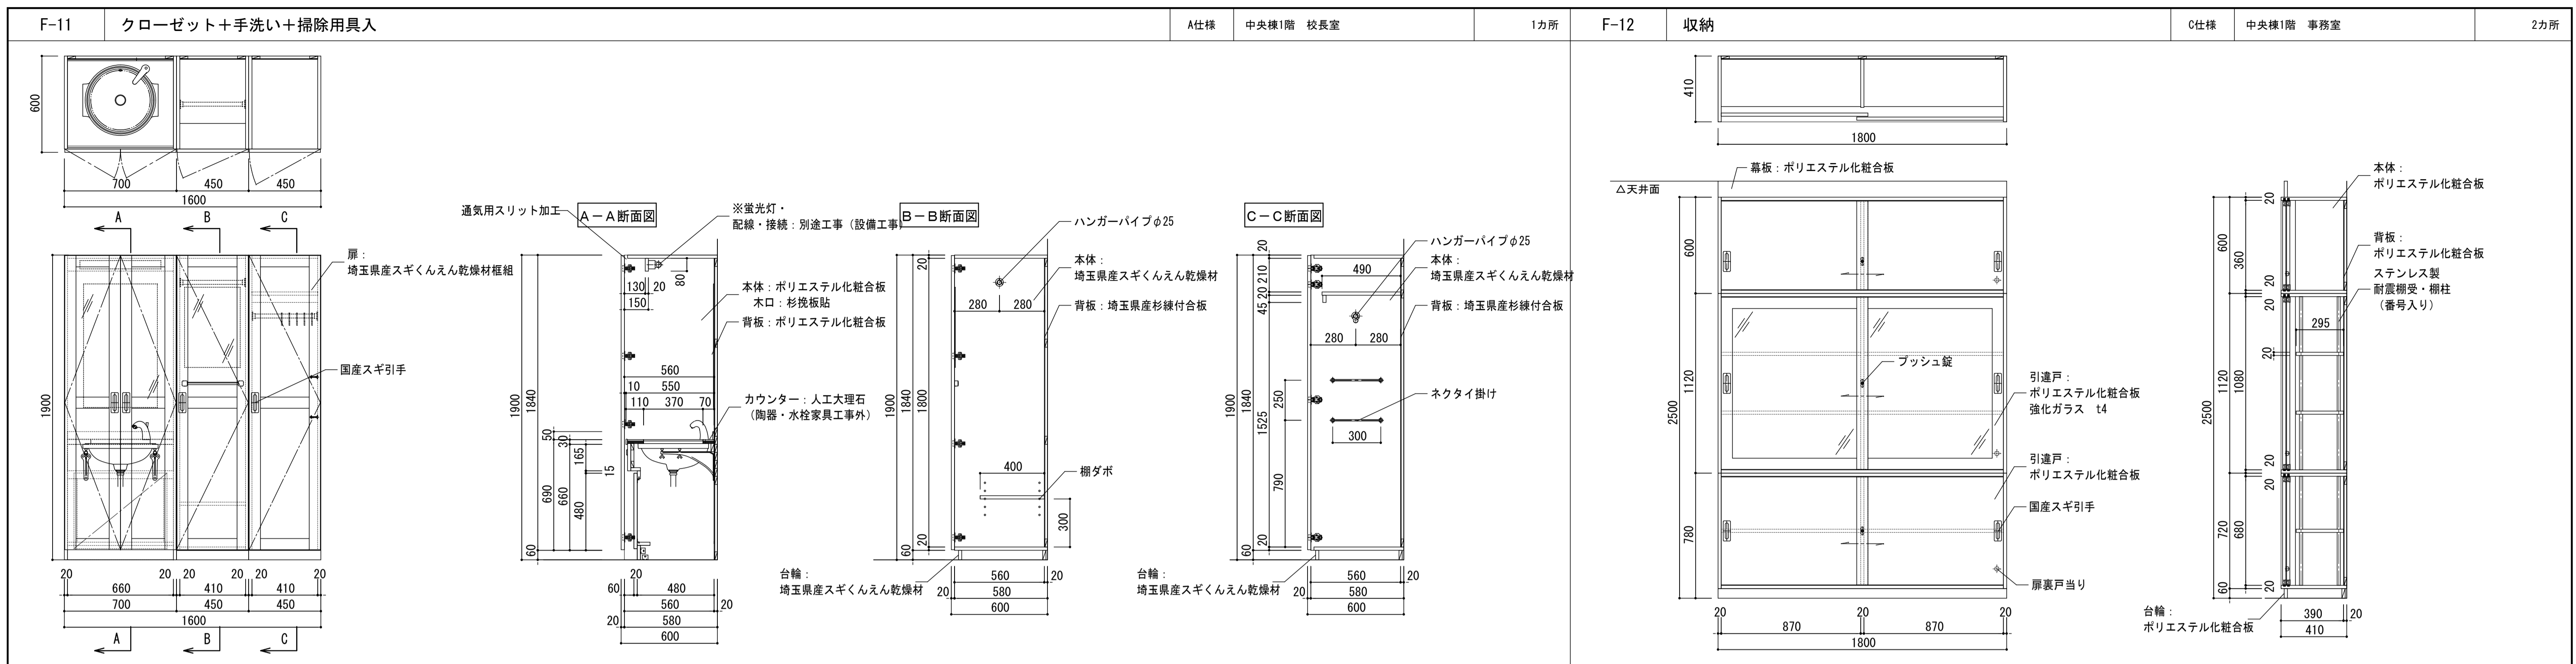 F-11
クローゼット＋手洗い＋掃除用具入
A仕様
中央棟1階　校長室
1カ所
F-12
収納
C仕様
中央棟1階　事務室
2カ所
600
700
450
450
1600
A
B
C
扉：
埼玉県産スギくんえん乾燥材框組
国産スギ引手
1900
20
20
20
20
20
20
660
410
410
700
450
450
1600
A
B
C
通気用スリット加工
A－A断面図
※蛍光灯・
配線・接続：別途工事（設備工事）
80
130
20
150
本体：ポリエステル化粧合板
木口：杉挽板貼
背板：ポリエステル化粧合板
560
10
550
110
370
70
カウンター：人工大理石
（陶器・水栓家具工事外）
1900
1840
50
30
165
15
690
660
480
60
20
60
480
560
20
20
580
600
B－B断面図
ハンガーパイプφ25
本体：
埼玉県産スギくんえん乾燥材
280
280
背板：埼玉県産杉練付合板
20
1900
1840
1800
400
棚ダボ
300
20
60
台輪：
埼玉県産スギくんえん乾燥材
560
20
20
580
600
C－C断面図
ハンガーパイプφ25
本体：
埼玉県産スギくんえん乾燥材
490
背板：埼玉県産杉練付合板
20
210
20
45
280
280
ネクタイ掛け
1900
1840
1525
250
300
790
20
60
台輪：
埼玉県産スギくんえん乾燥材
560
20
20
580
600
410
1800
幕板：ポリエステル化粧合板
△天井面
600
1120
2500
780
プッシュ錠
引違戸：
ポリエステル化粧合板
強化ガラス　t4
引違戸：
ポリエステル化粧合板
国産スギ引手
扉裏戸当り
20
20
20
870
870
1800
本体：
ポリエステル化粧合板
背板：
ポリエステル化粧合板
ステンレス製
耐震棚受・棚柱
（番号入り）
20
600
360
20
20
295
20
1120
1080
2500
20
20
720
680
60
20
台輪：
ポリエステル化粧合板
390
20
410